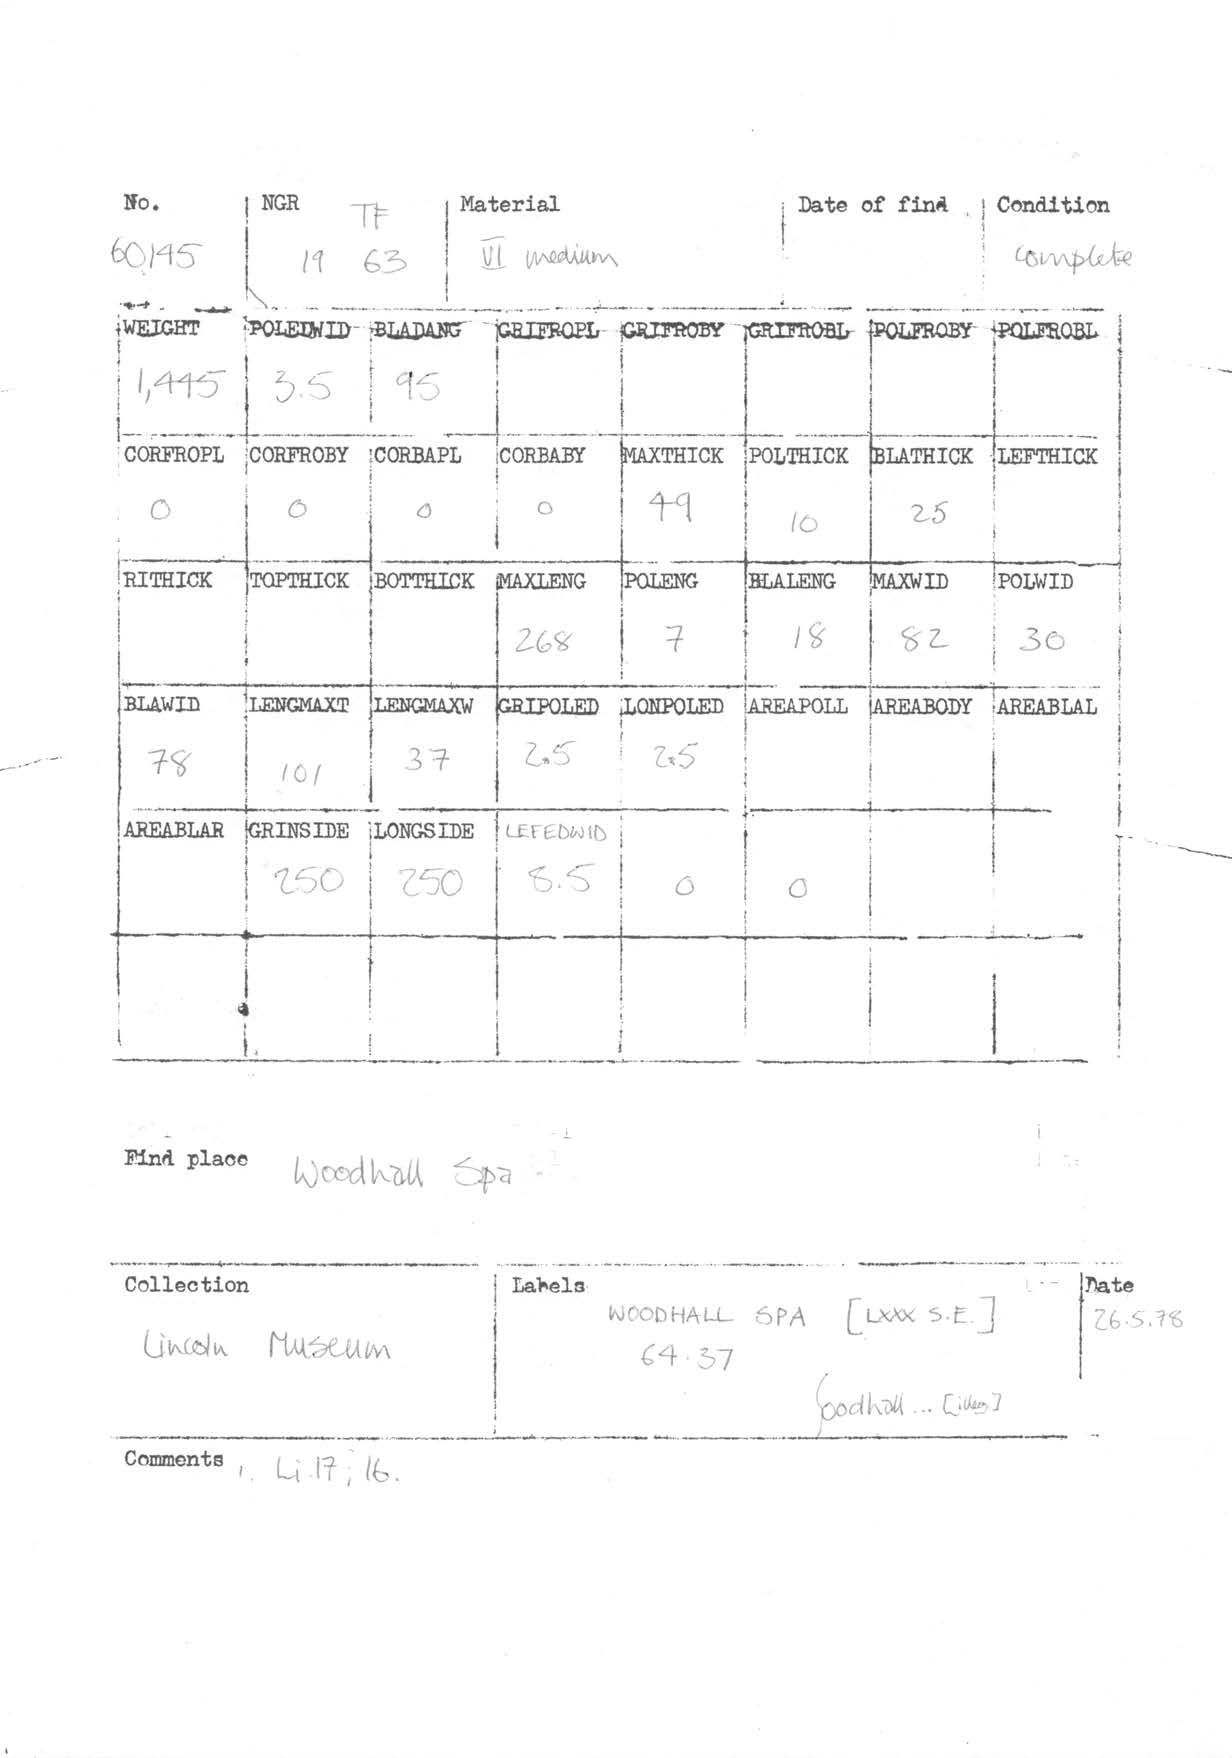 No. NGR TF Material Date of find Condition
60145 19 63 VI medium complete
WEIGHT POLEDWID BLADANG GRIFROPL GRIFROBY GRIFROBL POLFROBY POLFROBL
1,445 3.5 95
CORFROPL CORFROBY CORBAPL CORBABY MAXTHICK POLTHICK BLATHICK LEFTHICK
0 0 0 0 49 10 25
RITHICK TOPTHICK BOTTHICK MAXLENG POLENG BLALENG MAXWID POLWID
268 7 18 82 30
BLAWID LENGMAXT LENGMAXW GRIPOLED LONPOLED AREAPOLL AREABODY AREABLAL
78 101 37 2.5 2.5
AREABLAR GRINSIDE LONGSIDE LEFEDWID
250 250 8.5 0 0
Find place Woodhall Spa
Collection Labels Date
WOODHALL SPA [LXXX S.E.] 26.5.78
Lincoln Museum 64.37
oodhall ... [illeg]
Comments 1. Li.17; 16.